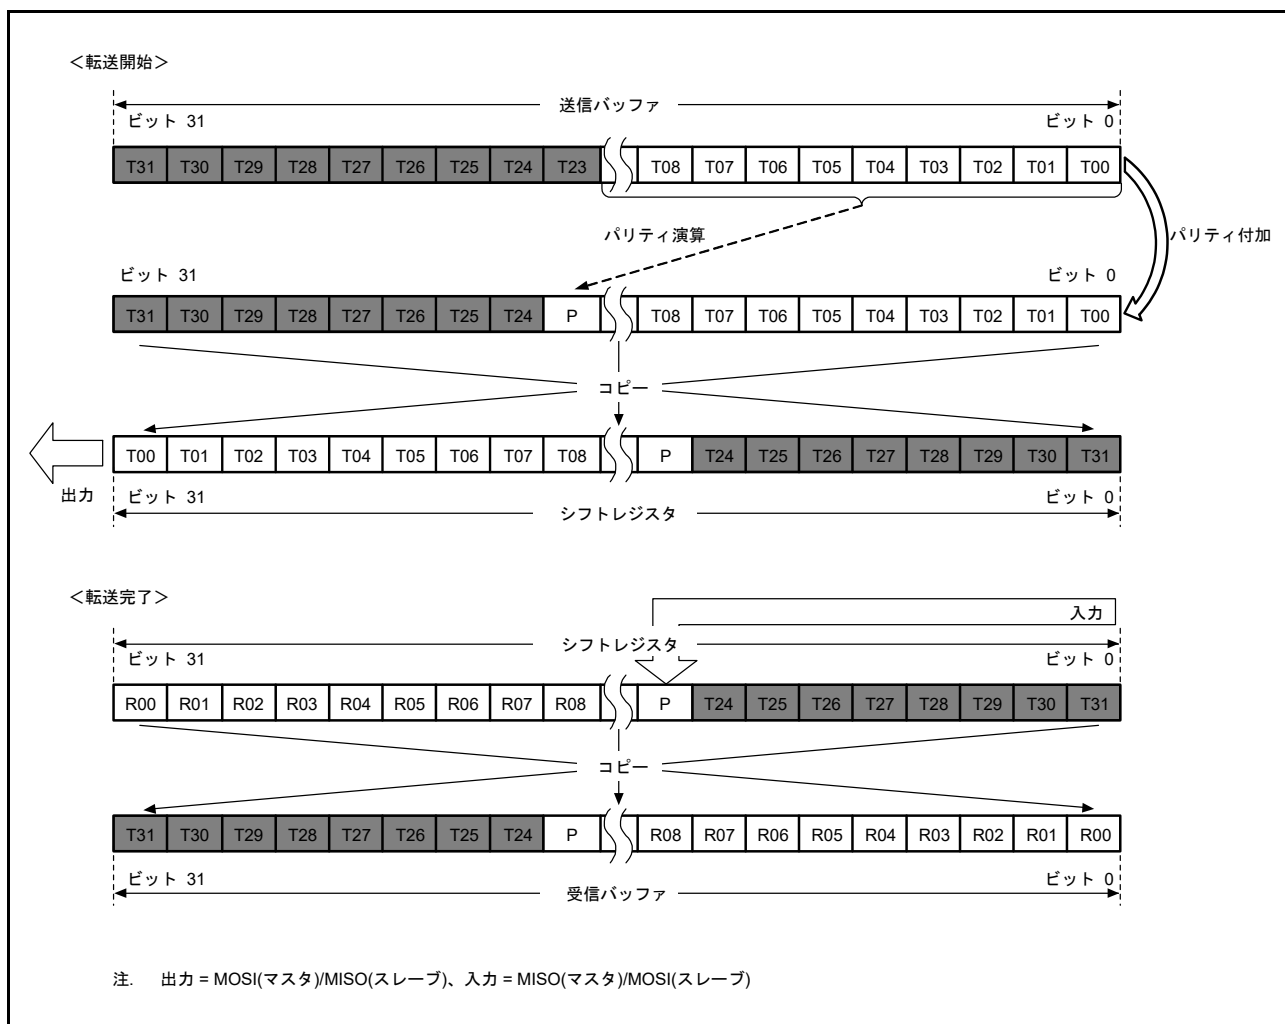 ＜転送開始＞
送信バッファ
ビット 31 ビット 0
T31 T30 T29 T28 T27 T26 T25 T24 T23 T08 T07 T06 T05 T04 T03 T02 T01 T00
パリティ演算 パリティ付加
ビット 31 ビット 0
T31 T30 T29 T28 T27 T26 T25 T24 P T08 T07 T06 T05 T04 T03 T02 T01 T00
コピー
T00 T01 T02 T03 T04 T05 T06 T07 T08 P T24 T25 T26 T27 T28 T29 T30 T31
出力 ビット 31 ビット 0
シフトレジスタ
＜転送完了＞
入力
シフトレジスタ
ビット 31 ビット 0
R00 R01 R02 R03 R04 R05 R06 R07 R08 P T24 T25 T26 T27 T28 T29 T30 T31
コピー
T31 T30 T29 T28 T27 T26 T25 T24 P R08 R07 R06 R05 R04 R03 R02 R01 R00
ビット 31 ビット 0
受信バッファ
注. 出力 = MOSI(マスタ)/MISO(スレーブ)、入力 = MISO(マスタ)/MOSI(スレーブ)